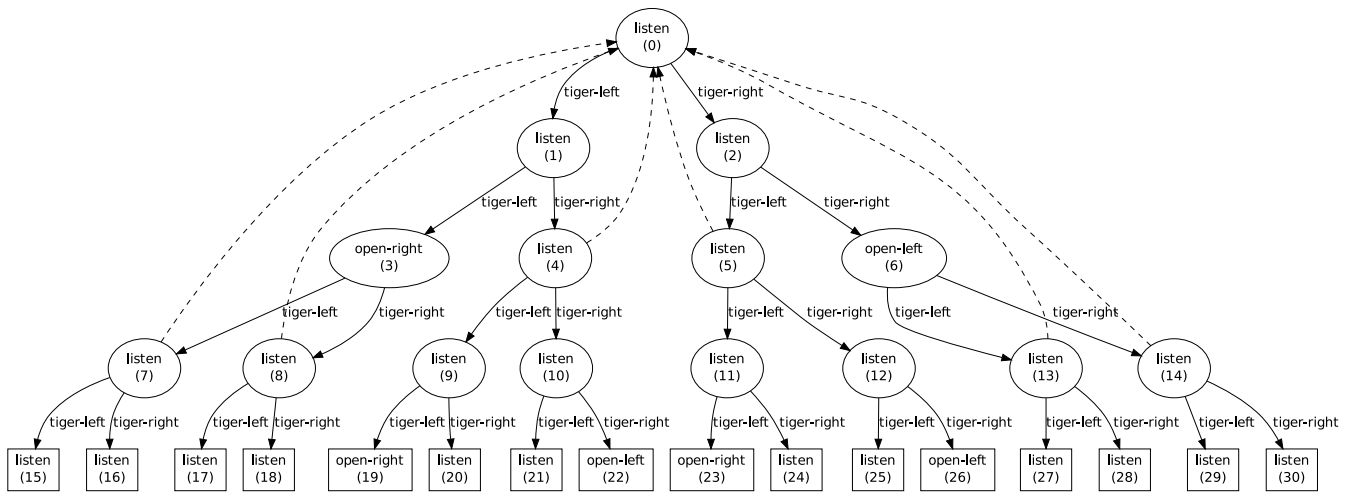 listen
(0)
tiger-left
tiger-right
listen
(1)
listen
(2)
tiger-left
tiger-right
tiger-left
tiger-right
open-right
(3)
listen
(4)
listen
(5)
open-left
(6)
tiger-left
tiger-right
tiger-left
tiger-right
tiger-left
tiger-right
tiger-left
tiger-right
listen
(7)
listen
(8)
listen
(9)
listen
(10)
listen
(11)
listen
(12)
listen
(13)
listen
(14)
tiger-left
tiger-right
tiger-left
tiger-right
tiger-left
tiger-right
tiger-left
tiger-right
tiger-left
tiger-right
tiger-left
tiger-right
tiger-left
tiger-right
tiger-left
tiger-right
listen
(15)
listen
(16)
listen
(17)
listen
(18)
open-right
(19)
listen
(20)
listen
(21)
open-left
(22)
open-right
(23)
listen
(24)
listen
(25)
open-left
(26)
listen
(27)
listen
(28)
listen
(29)
listen
(30)